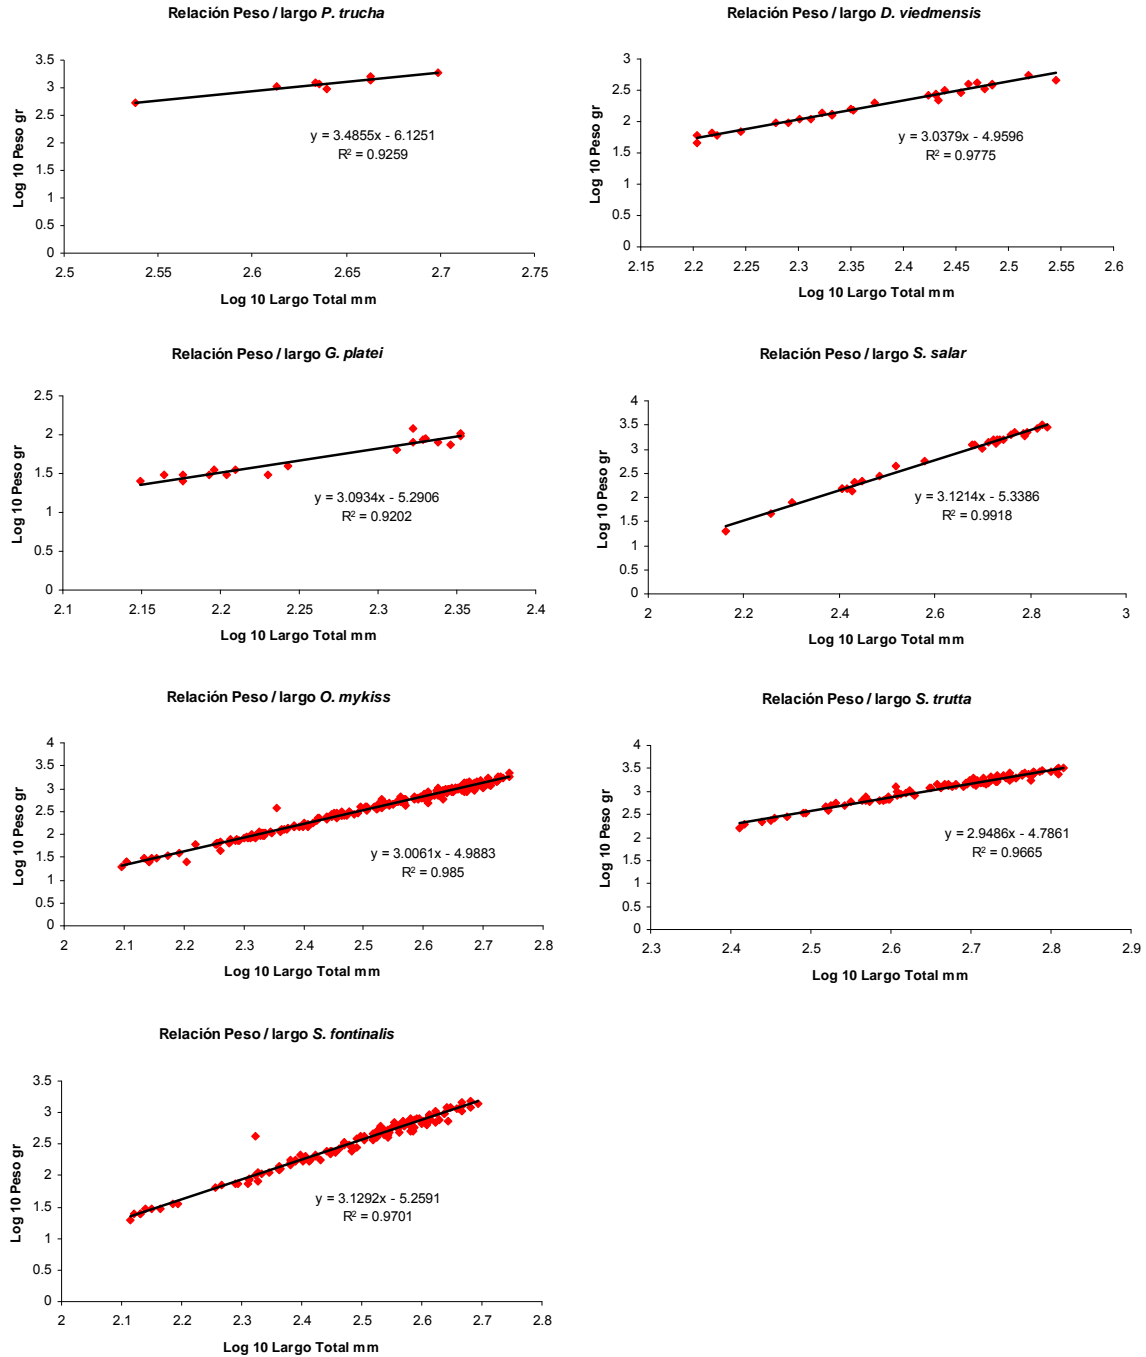 Relación Peso / largo P. trucha
3.5
3
2.5
2
1.5
1
0.5
0
Log 10 Peso gr
y = 3.4855x - 6.1251
R² = 0.9259
2.5 2.55 2.6 2.65 2.7 2.75
Log 10 Largo Total mm
Relación Peso / largo D. viedmensis
3
2.5
2
1.5
1
0.5
0
Log 10 Peso gr
y = 3.0379x - 4.9596
R² = 0.9775
2.15 2.2 2.25 2.3 2.35 2.4 2.45 2.5 2.55 2.6
Log 10 Largo Total mm
Relación Peso / largo G. platei
2.5
2
1.5
1
0.5
0
Log 10 Peso gr
y = 3.0934x - 5.2906
R² = 0.9202
2.1 2.15 2.2 2.25 2.3 2.35 2.4
Log 10 Largo Total mm
Relación Peso / largo S. salar
4
3.5
3
2.5
2
1.5
1
0.5
0
Log 10 Peso gr
y = 3.1214x - 5.3386
R² = 0.9918
2 2.2 2.4 2.6 2.8 3
Log 10 Largo Total mm
Relación Peso / largo O. mykiss
4
3.5
3
2.5
2
1.5
1
0.5
0
Log 10 Peso gr
y = 3.0061x - 4.9883
R² = 0.985
2 2.1 2.2 2.3 2.4 2.5 2.6 2.7 2.8
Log 10 Largo Total mm
Relación Peso / largo S. trutta
4
3.5
3
2.5
2
1.5
1
0.5
0
Log 10 Peso gr
y = 2.9486x - 4.7861
R² = 0.9665
2.3 2.4 2.5 2.6 2.7 2.8 2.9
Log 10 Largo Total mm
Relación Peso / largo S. fontinalis
3.5
3
2.5
2
1.5
1
0.5
0
Log 10 Peso gr
y = 3.1292x - 5.2591
R² = 0.9701
2 2.1 2.2 2.3 2.4 2.5 2.6 2.7 2.8
Log 10 Largo Total mm